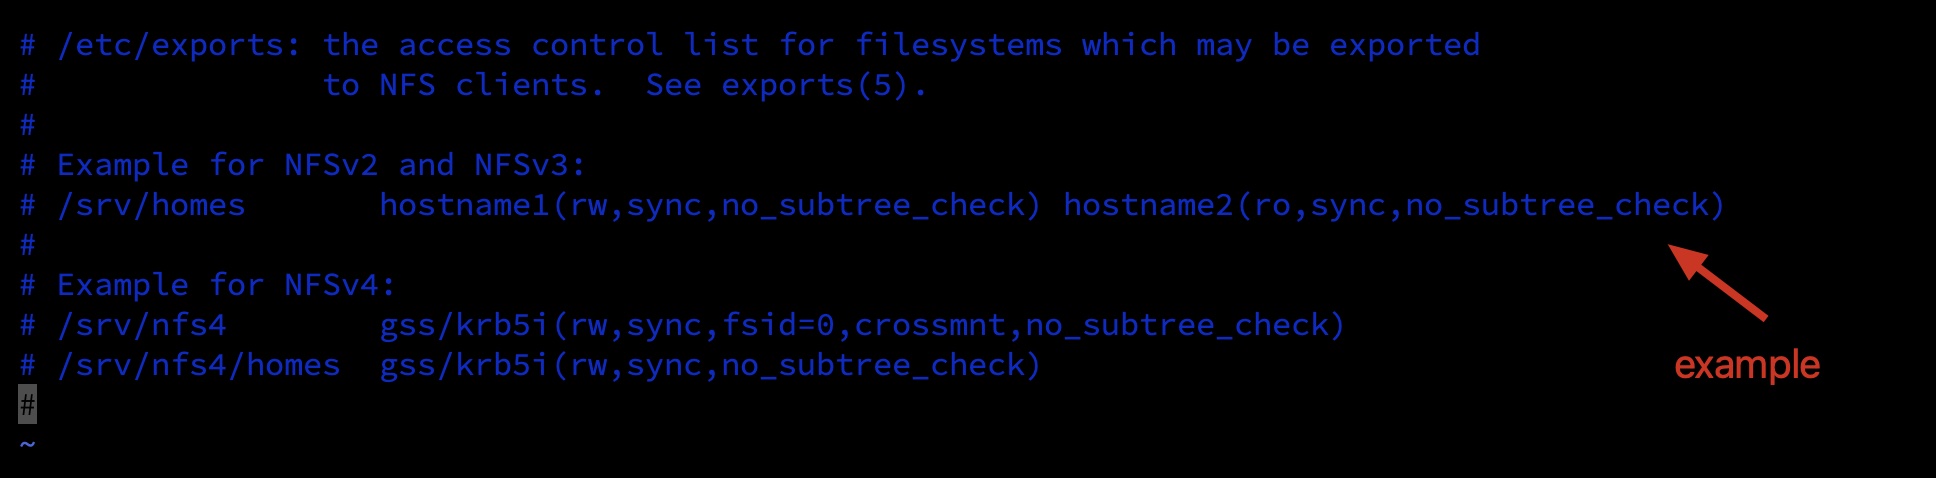 # /etc/exports: the access control list for filesystems which may be exported
#               to NFS clients.  See exports(5).
#
# Example for NFSv2 and NFSv3:
# /srv/homes       hostname1(rw,sync,no_subtree_check) hostname2(ro,sync,no_subtree_check)
#
# Example for NFSv4:
# /srv/nfs4        gss/krb5i(rw,sync,fsid=0,crossmnt,no_subtree_check)
# /srv/nfs4/homes  gss/krb5i(rw,sync,no_subtree_check)
#
~
example